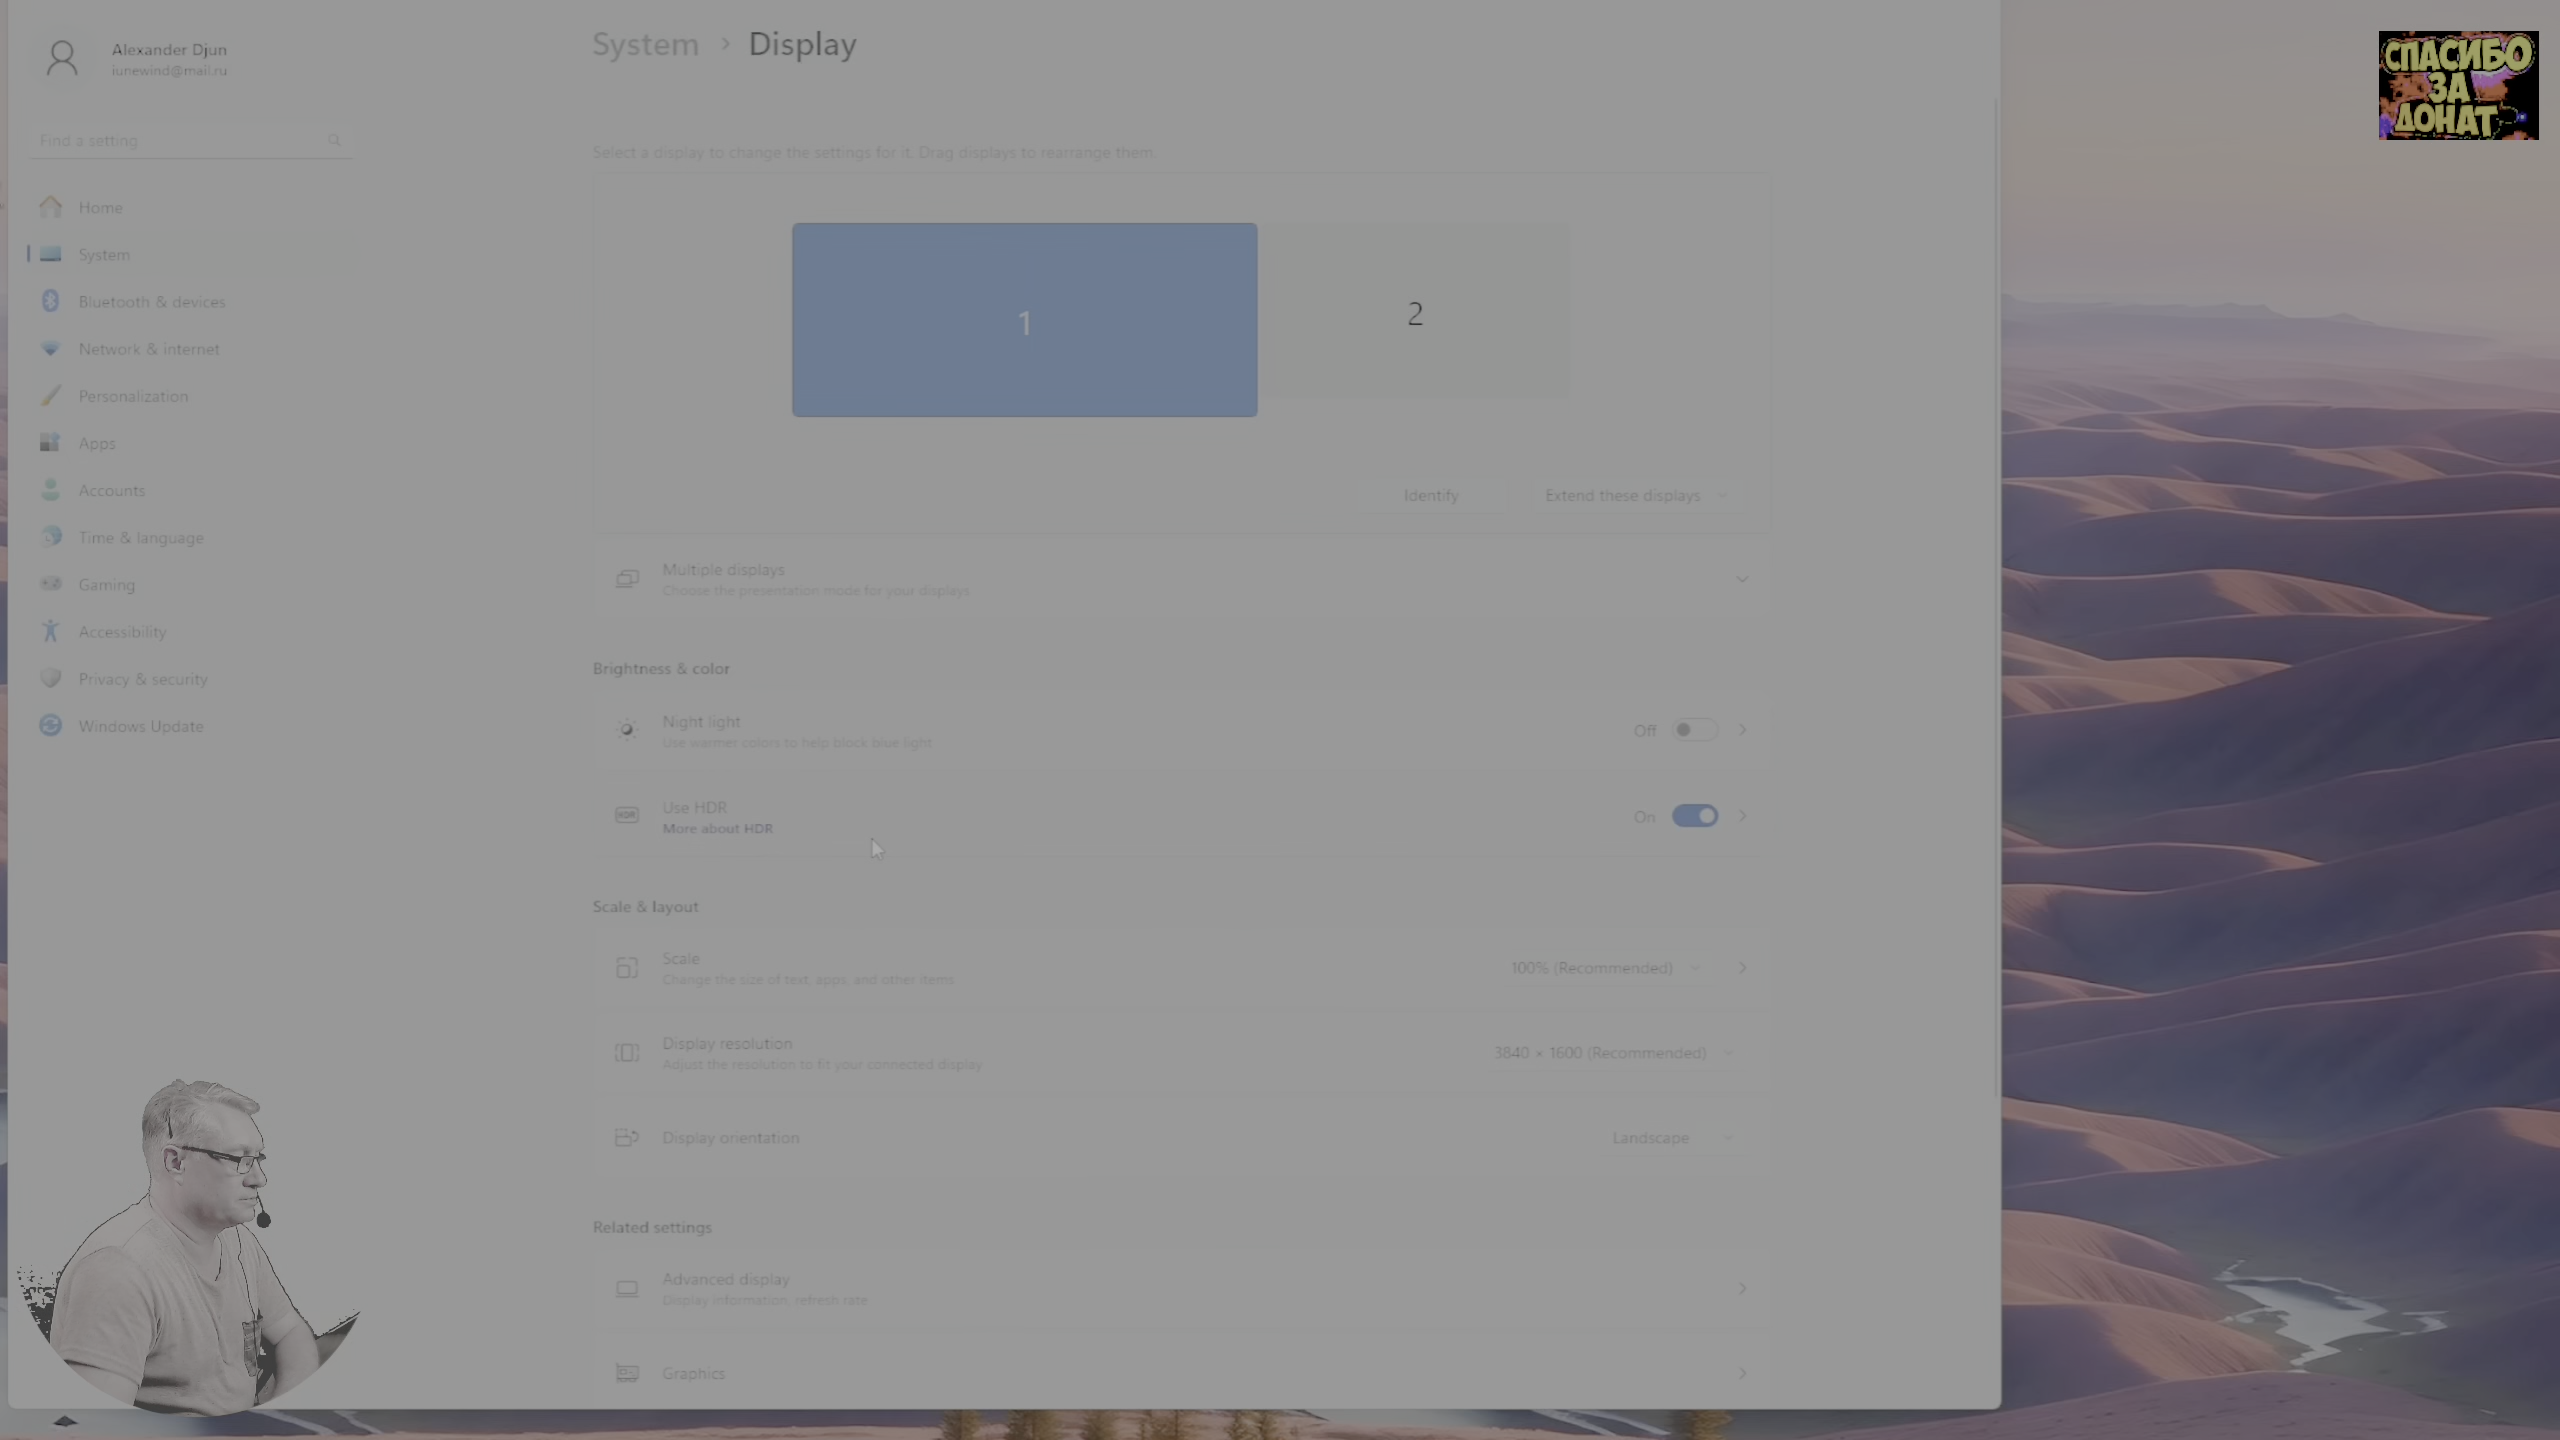 Alexander Djun
iunewind@mail.ru
Find a setting
Home
System
Bluetooth & devices
Network & internet
Personalization
Apps
Accounts
Time & language
Gaming
Accessibility
Privacy & security
Windows Update
System > Display
Select a display to change the settings for it. Drag displays to rearrange them.
1
2
Identify
Extend these displays
Multiple displays
Choose the presentation mode for your displays
Brightness & color
Night light
Use warmer colors to help block blue light
Off
Use HDR
More about HDR
On
Scale & layout
Scale
Change the size of text, apps, and other items
100% (Recommended)
Display resolution
Adjust the resolution to fit your connected display
3840 × 1600 (Recommended)
Display orientation
Landscape
Related settings
Advanced display
Display information, refresh rate
Graphics
СПАСИБО
ЗА
ДОНАТ